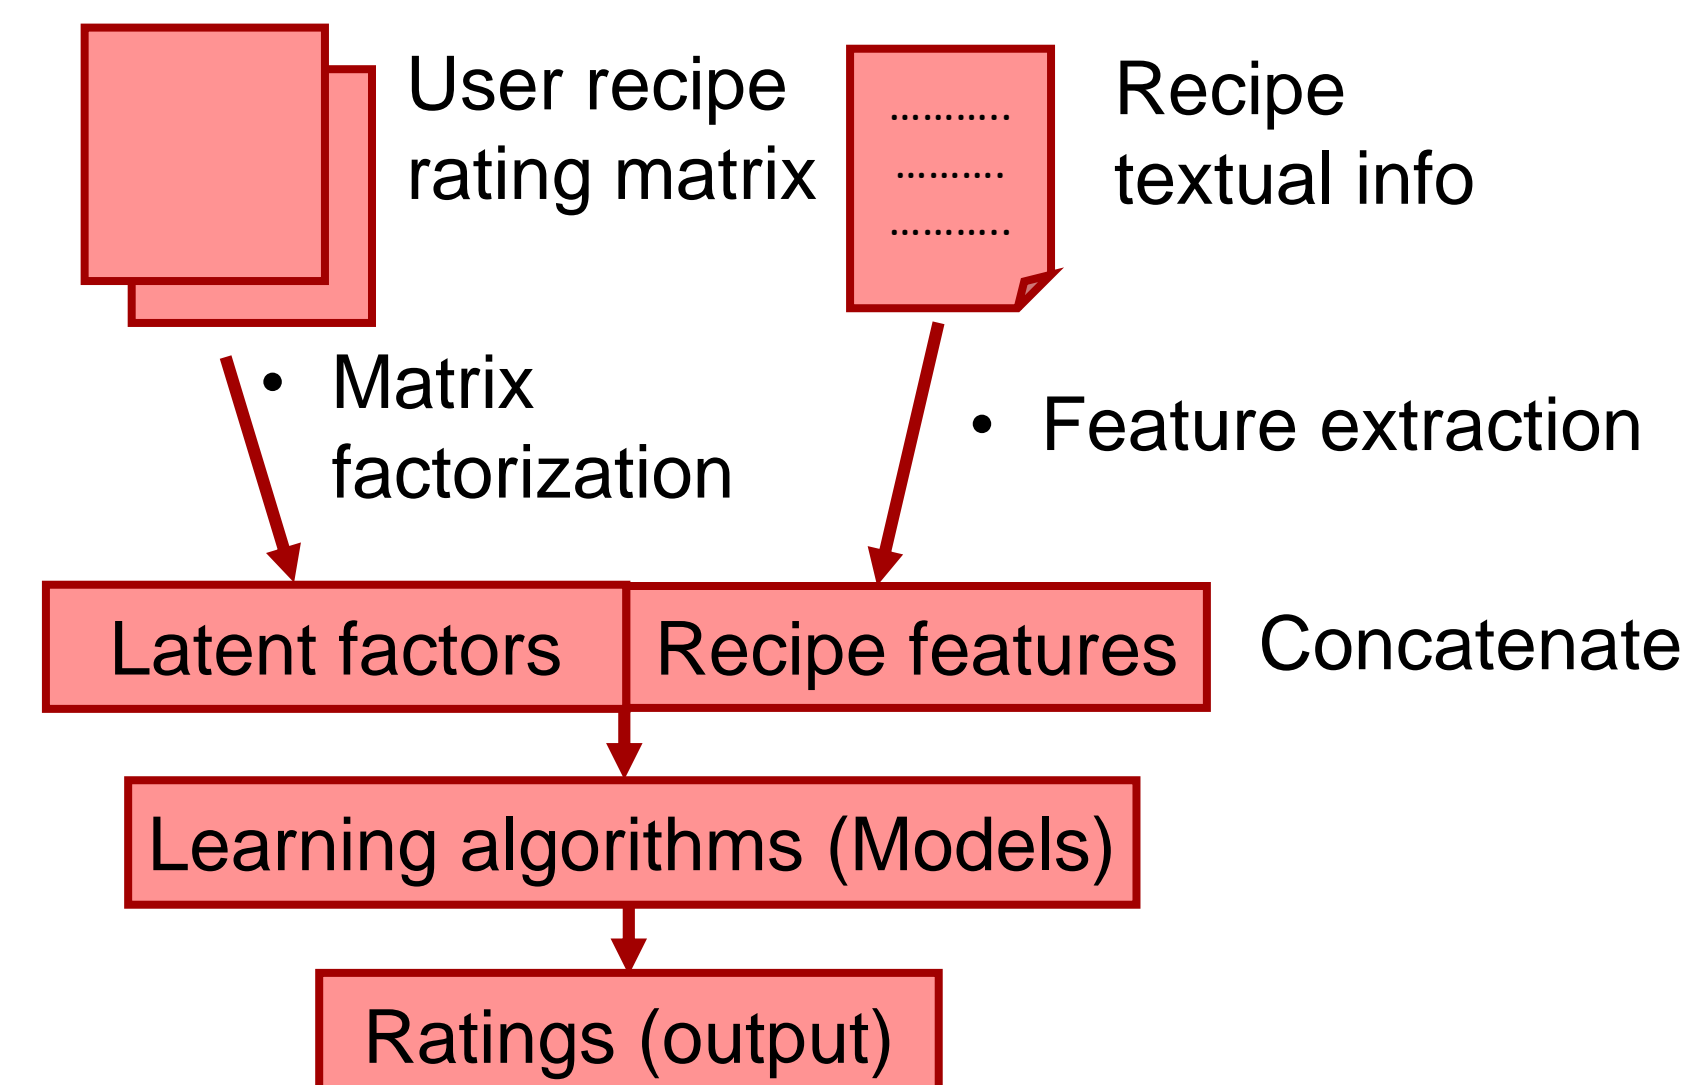 User recipe
rating matrix
...........
..........
...........
Recipe
textual info
• Matrix
factorization
• Feature extraction
Latent factors
Recipe features
Concatenate
Learning algorithms (Models)
Ratings (output)